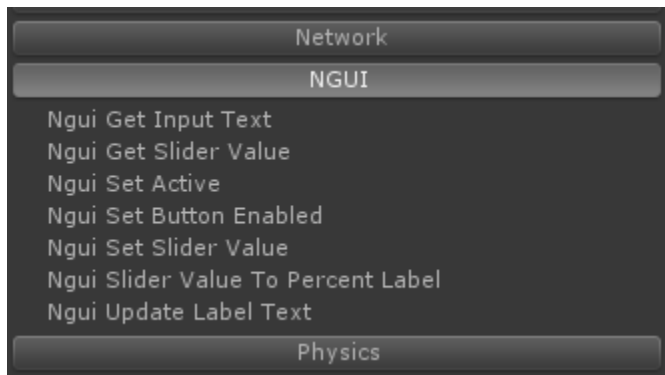 Network
NGUI
Ngui Get Input Text
Ngui Get Slider Value
Ngui Set Active
Ngui Set Button Enabled
Ngui Set Slider Value
Ngui Slider Value To Percent Label
Ngui Update Label Text
Physics